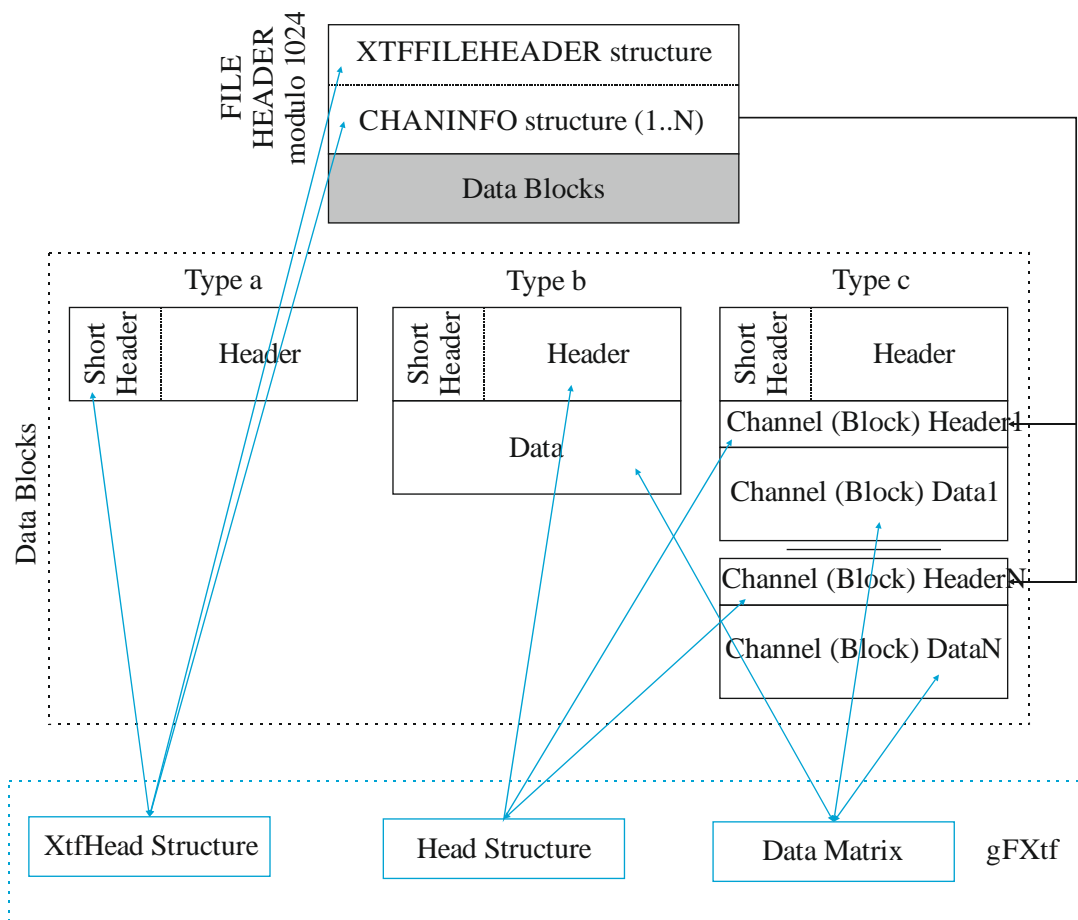 FILE
HEADER
modulo 1024
XTFFILEHEADER structure
CHANINFO structure (1..N)
Data Blocks
Data Blocks
Type a
Short
Header
Header
Type b
Short
Header
Header
Data
Type c
Short
Header
Header
Channel (Block) Header1
Channel (Block) Data1
Channel (Block) HeaderN
Channel (Block) DataN
XtfHead Structure
Head Structure
Data Matrix
gFXtf